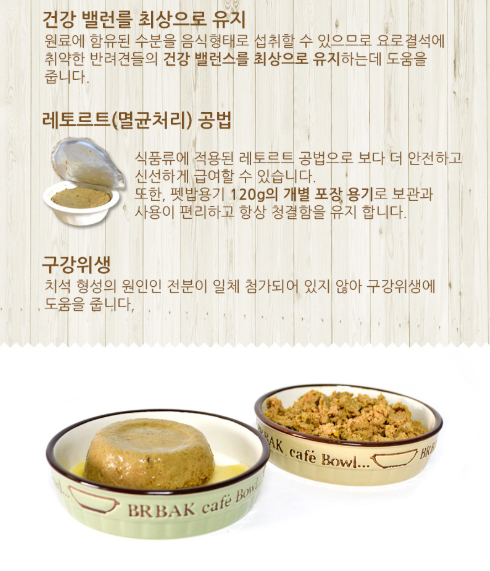 건강 밸런를 최상으로 유지
원료에 함유된 수분을 음식형태로 섭취할 수 있으므로 요로결석에
취약한 반려견들의 건강 밸런스를 최상으로 유지하는데 도움을
줍니다.
레토르트(멸균처리) 공법
식품류에 적용된 레토르트 공법으로 보다 더 안전하고
신선하게 급여할 수 있습니다.
또한, 펫밥용기 120g의 개별 포장 용기로 보관과
사용이 편리하고 항상 청결함을 유지 합니다.
구강위생
치석 형성의 원인인 전분이 일체 첨가되어 있지 않아 구강위생에
도움을 줍니다,
BRBAK café Bowl...
BRBAK café Bowl